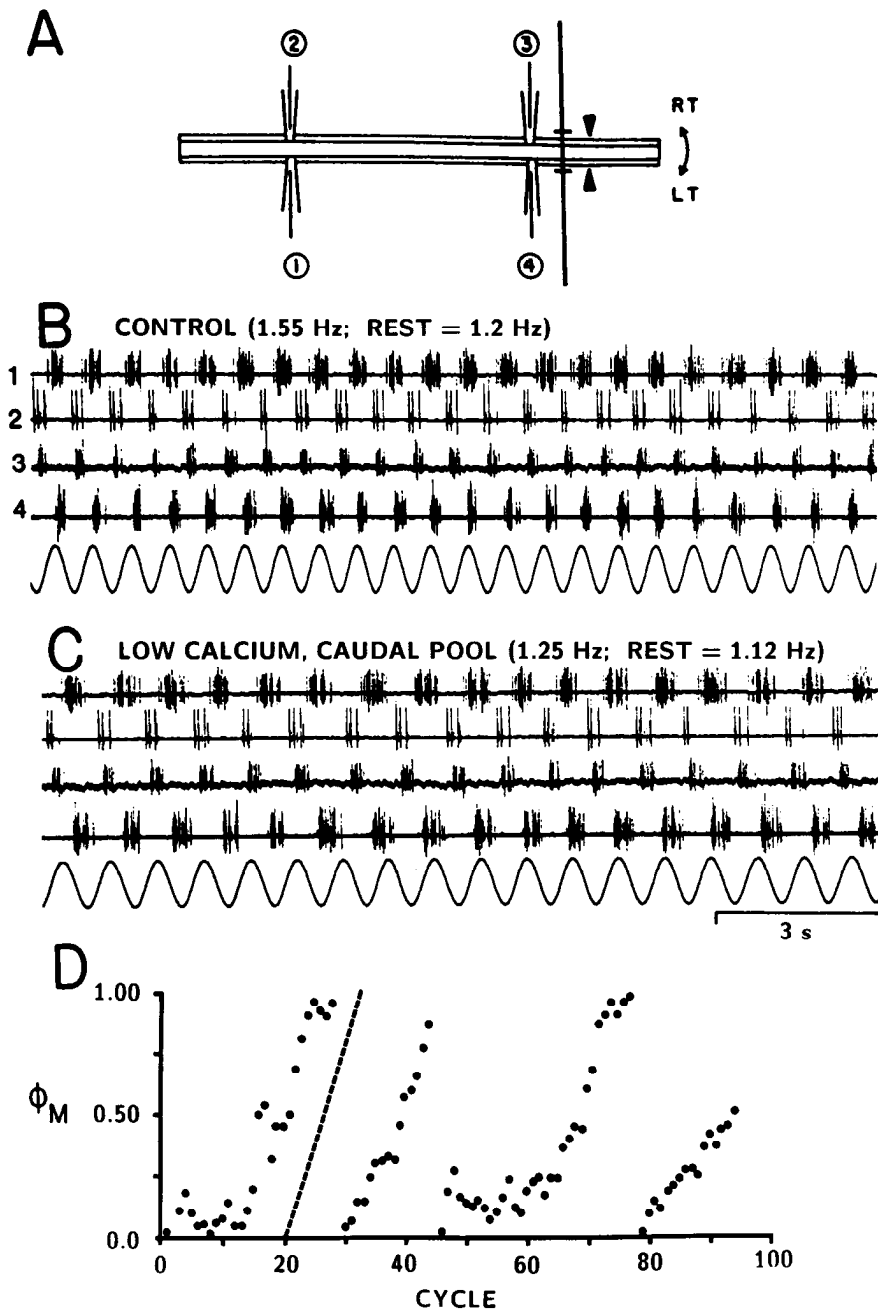 A
② ③
RT
LT
① ④
B CONTROL (1.55 Hz; REST = 1.2 Hz)
1
2
3
4
C LOW CALCIUM, CAUDAL POOL (1.25 Hz; REST = 1.12 Hz)
3 s
D
1.00
ΦM 0.50
0.0
0 20 40 60 80 100
CYCLE